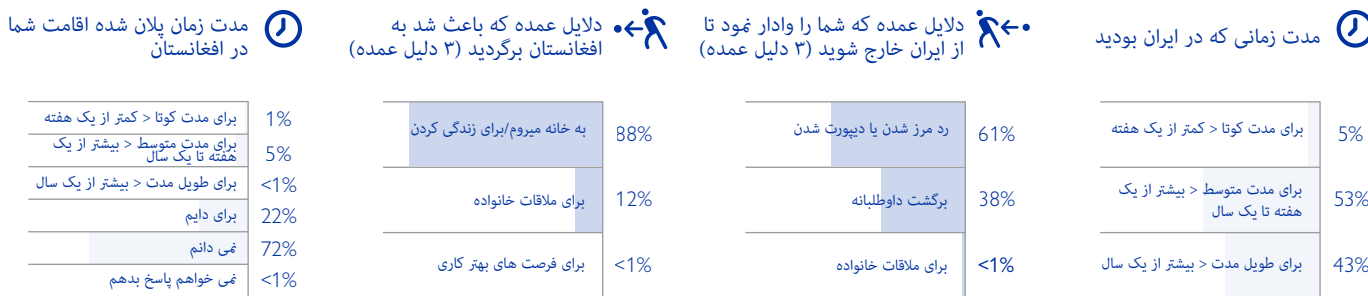 مدت زمانی که در ایران بودید
5% برای مدت کوتا < کمتر از یک هفته
53% برای مدت متوسط < بیشتر از یک
هفته تا یک سال
43% برای طویل مدت < بیشتر از یک سال
دلایل عمده که شما را وادار نمود تا
از ایران خارج شوید (۳ دلیل عمده)
61% رد مرز شدن یا دیپورت شدن
38% برگشت داوطلبانه
<1% برای ملاقات خانواده
دلایل عمده که باعث شد به
افغانستان برگردید (۳ دلیل عمده)
88% به خانه میروم/برای زندگی کردن
12% برای ملاقات خانواده
<1% برای فرصت های بهتر کاری
مدت زمان پلان شده اقامت شما
در افغانستان
1% برای مدت کوتا < کمتر از یک هفته
5% برای مدت متوسط < بیشتر از یک
هفته تا یک سال
<1% برای طویل مدت < بیشتر از یک سال
22% برای دایم
72% نمی دانم
<1% نمی خواهم پاسخ بدهم